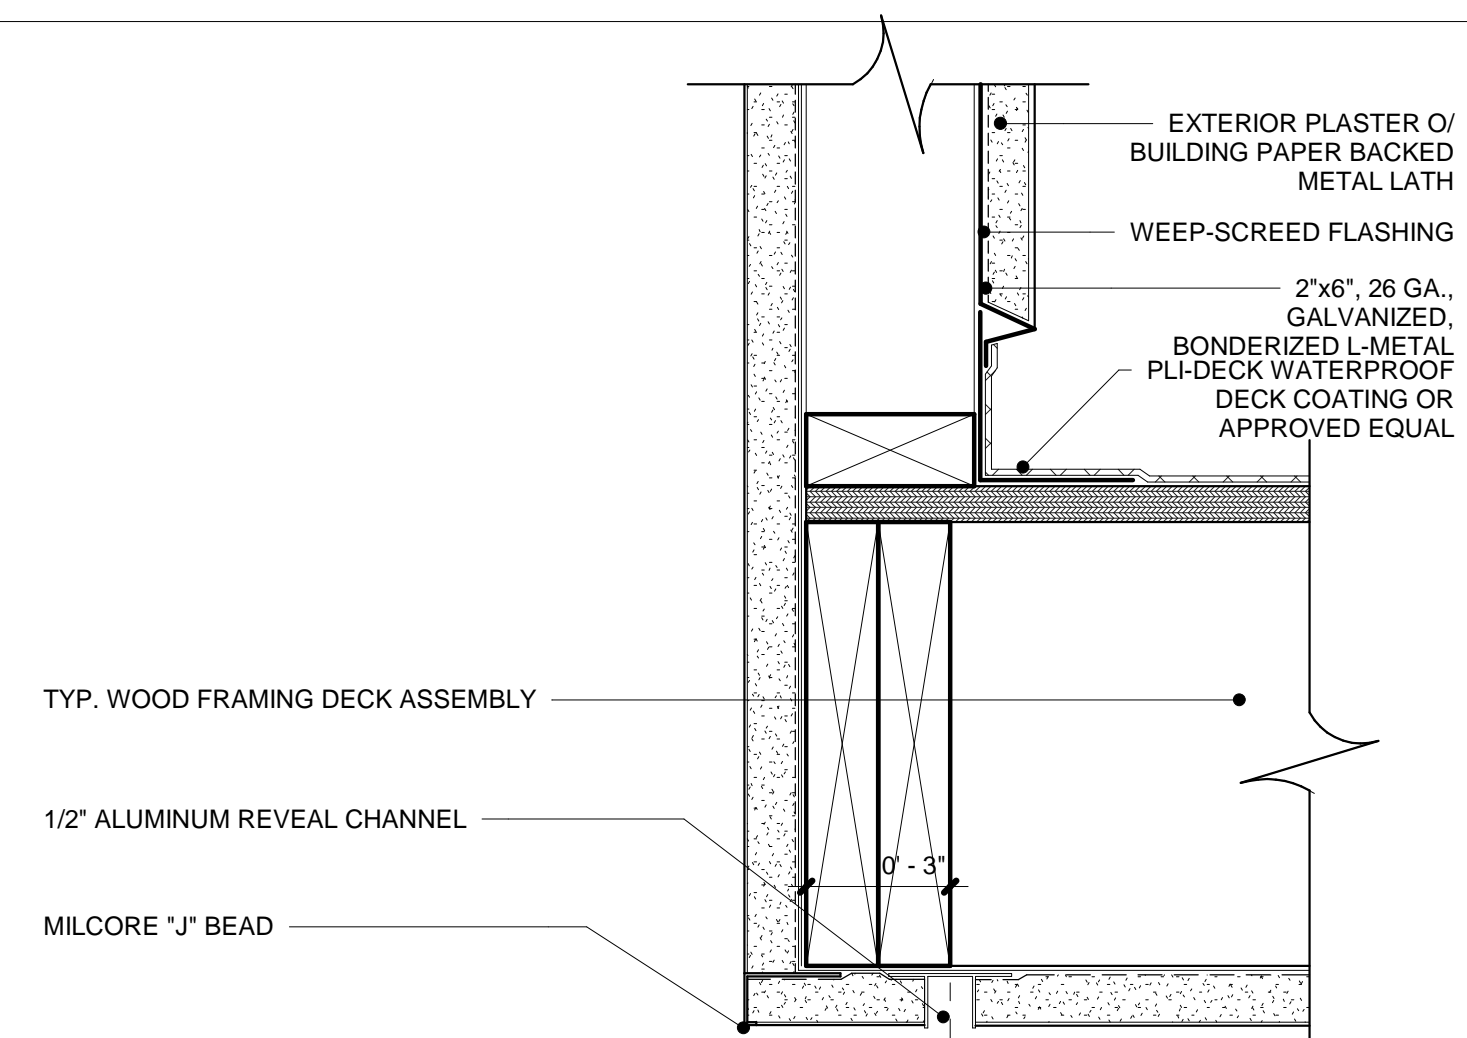 EXTERIOR PLASTER O/
BUILDING PAPER BACKED
METAL LATH
WEEP-SCREED FLASHING
2"x6", 26 GA.,
GALVANIZED,
BONDERIZED L-METAL
PLI-DECK WATERPROOF
DECK COATING OR
APPROVED EQUAL
TYP. WOOD FRAMING DECK ASSEMBLY
1/2" ALUMINUM REVEAL CHANNEL
0' - 3"
MILCORE "J" BEAD